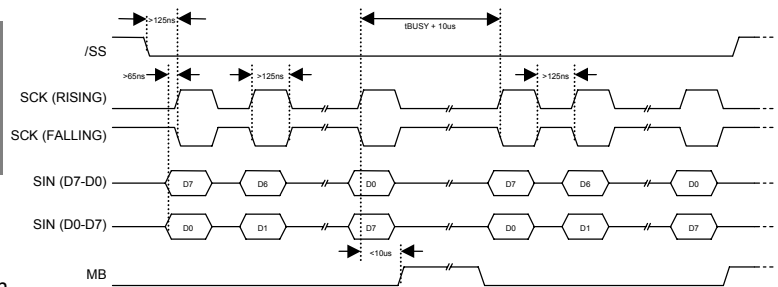 >125ns
tBUSY + 10us
/SS
>65ns
>125ns
>125ns
SCK (RISING)
SCK (FALLING)
SIN (D7-D0)
D7 D6 D0 D7 D6 D0
SIN (D0-D7)
D0 D1 D7 D0 D1 D7
<10us
MB